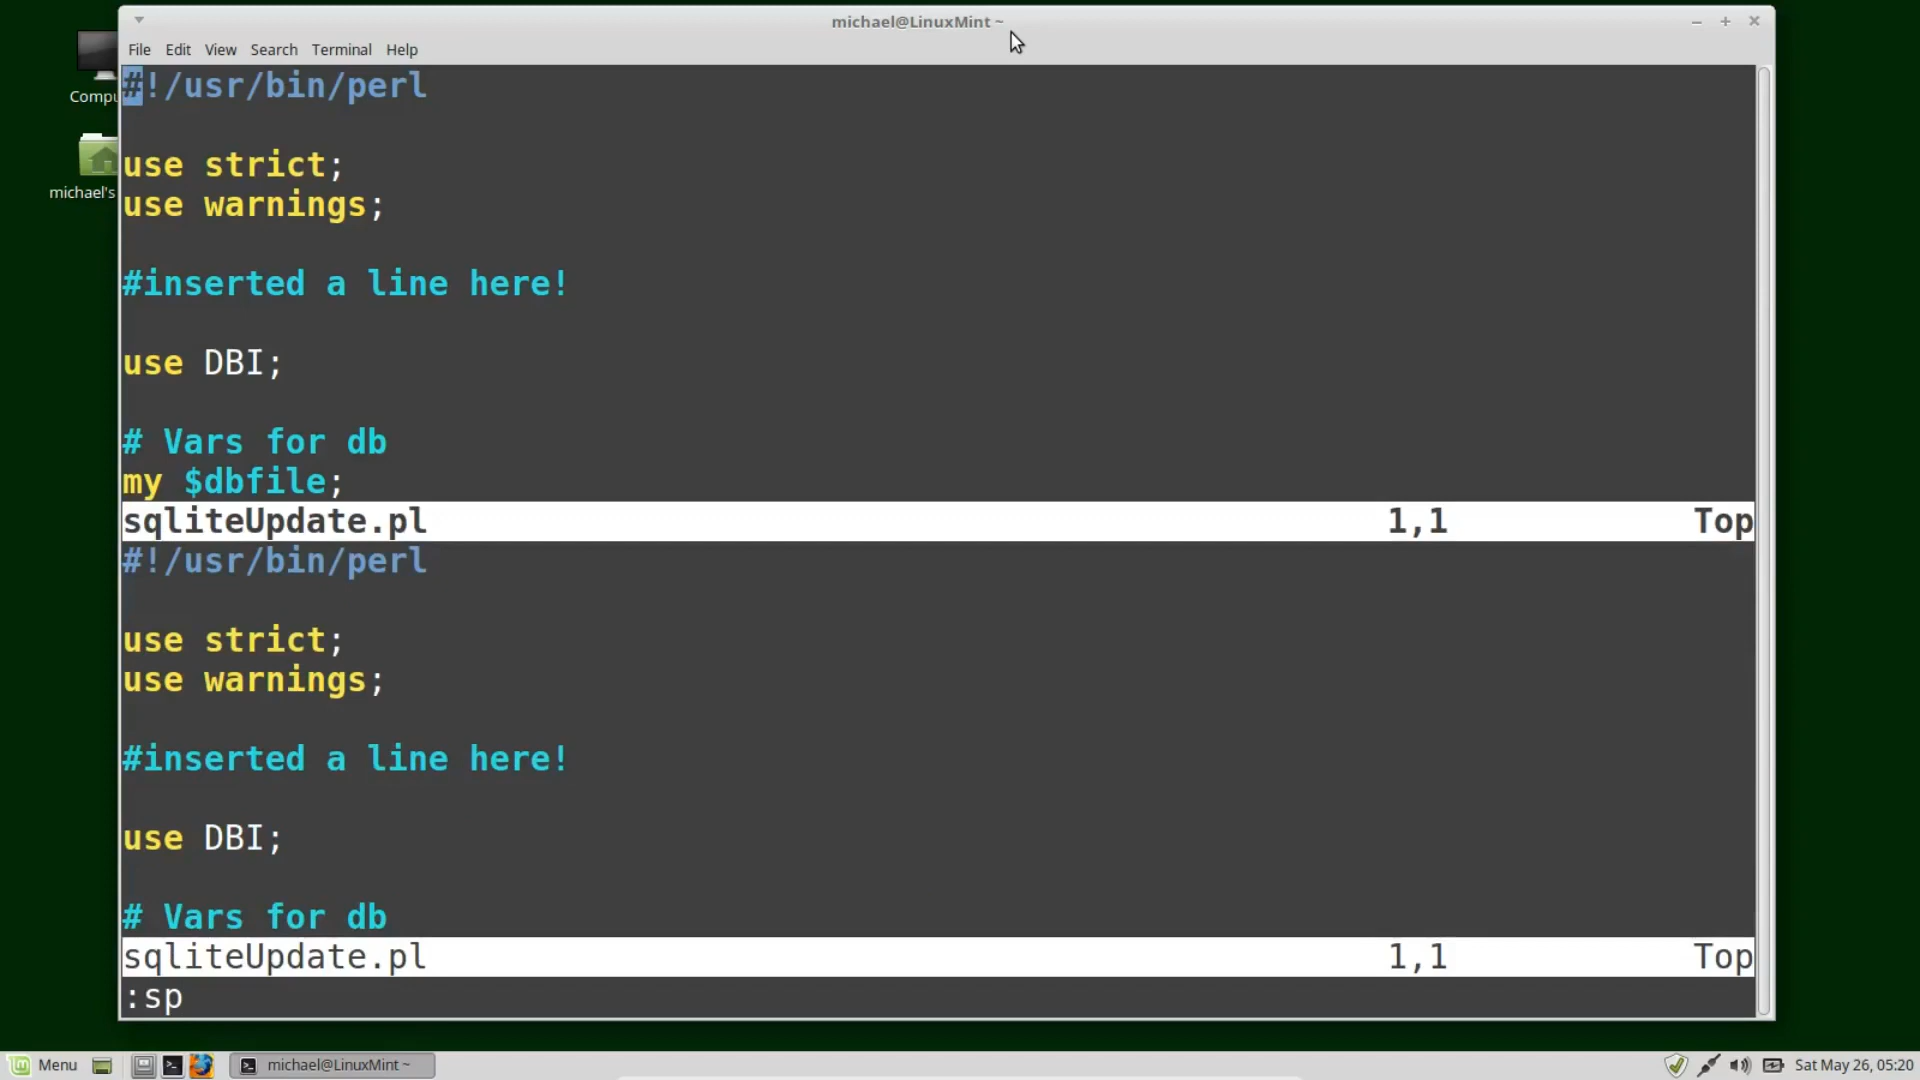 michael@LinuxMint ~
File Edit View Search Terminal Help
Compu
michael's
#!/usr/bin/perl
use strict;
use warnings;
#inserted a line here!
use DBI;
# Vars for db
my $dbfile;
sqliteUpdate.pl 1,1 Top
#!/usr/bin/perl
use strict;
use warnings;
#inserted a line here!
use DBI;
# Vars for db
sqliteUpdate.pl 1,1 Top
:sp
Menu michael@LinuxMint ~ Sat May 26, 05:20